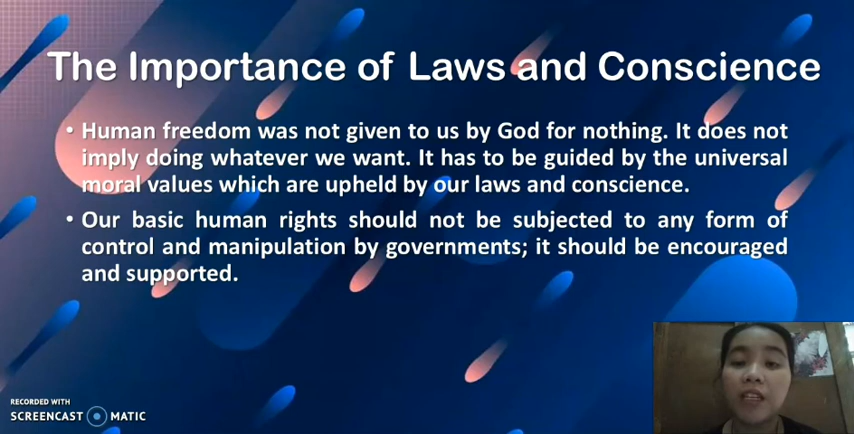 The Importance of Laws and Conscience
• Human freedom was not given to us by God for nothing. It does not
imply doing whatever we want. It has to be guided by the universal
moral values which are upheld by our laws and conscience.
• Our basic human rights should not be subjected to any form of
control and manipulation by governments; it should be encouraged
and supported.
RECORDED WITH
SCREENCAST MATIC